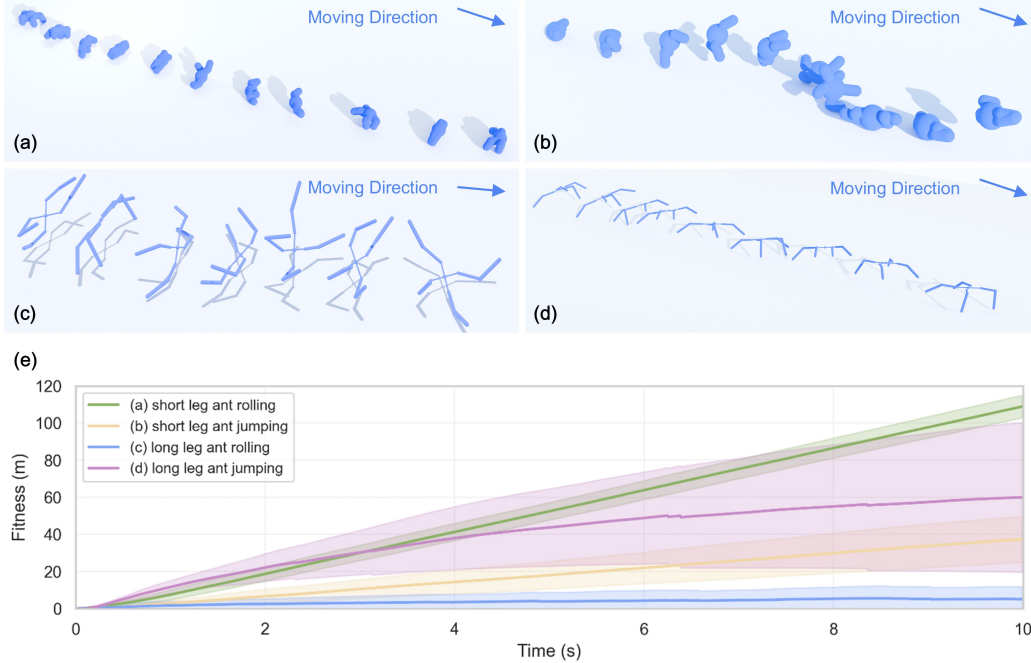 Moving Direction
(a)
Moving Direction
(b)
Moving Direction
(c)
Moving Direction
(d)
(e)
Fitness (m)
120
100
80
60
40
20
0
(a) short leg ant rolling
(b) short leg ant jumping
(c) long leg ant rolling
(d) long leg ant jumping
0 2 4 6 8 10
Time (s)